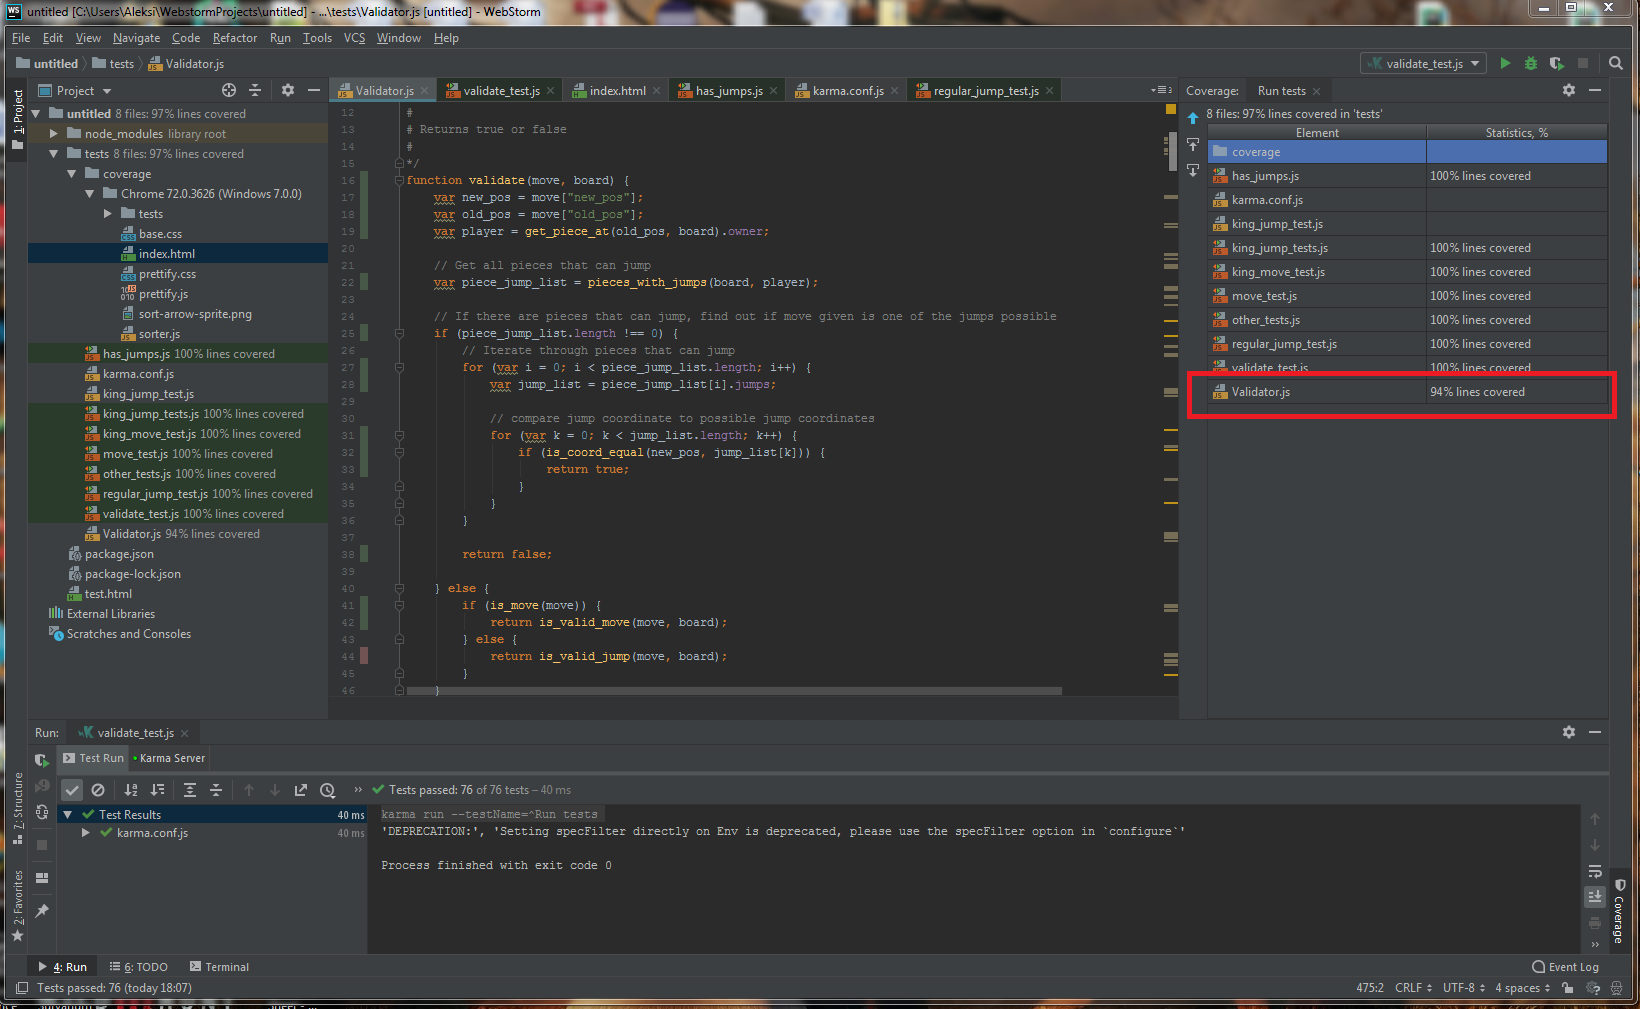 untitled [C:\Users\Aleksi\WebstormProjects\untitled] - ...\tests\Validator.js [untitled] - WebStorm
File Edit View Navigate Code Refactor Run Tools VCS Window Help
untitled tests Validator.js
validate_test.js
1: Project
Project
untitled 8 files: 97% lines covered
node_modules library root
tests 8 files: 97% lines covered
coverage
Chrome 72.0.3626 (Windows 7.0.0)
tests
base.css
index.html
prettify.css
prettify.js
sort-arrow-sprite.png
sorter.js
has_jumps.js 100% lines covered
karma.conf.js
king_jump_test.js
king_jump_tests.js 100% lines covered
king_move_test.js 100% lines covered
move_test.js 100% lines covered
other_tests.js 100% lines covered
regular_jump_test.js 100% lines covered
validate_test.js 100% lines covered
Validator.js 94% lines covered
package.json
package-lock.json
test.html
External Libraries
Scratches and Consoles
Validator.js validate_test.js index.html has_jumps.js karma.conf.js regular_jump_test.js
12 #
13 # Returns true or false
14 #
15 */
16 function validate(move, board) {
17 var new_pos = move["new_pos"];
18 var old_pos = move["old_pos"];
19 var player = get_piece_at(old_pos, board).owner;
20
21 // Get all pieces that can jump
22 var piece_jump_list = pieces_with_jumps(board, player);
23
24 // If there are pieces that can jump, find out if move given is one of the jumps possible
25 if (piece_jump_list.length !== 0) {
26 // Iterate through pieces that can jump
27 for (var i = 0; i < piece_jump_list.length; i++) {
28 var jump_list = piece_jump_list[i].jumps;
29
30 // compare jump coordinate to possible jump coordinates
31 for (var k = 0; k < jump_list.length; k++) {
32 if (is_coord_equal(new_pos, jump_list[k])) {
33 return true;
34 }
35 }
36 }
37
38 return false;
39
40 } else {
41 if (is_move(move)) {
42 return is_valid_move(move, board);
43 } else {
44 return is_valid_jump(move, board);
45 }
46 }
Coverage: Run tests
8 files: 97% lines covered in 'tests'
Element Statistics, %
coverage
has_jumps.js 100% lines covered
karma.conf.js
king_jump_test.js
king_jump_tests.js 100% lines covered
king_move_test.js 100% lines covered
move_test.js 100% lines covered
other_tests.js 100% lines covered
regular_jump_test.js 100% lines covered
validate_test.js 100% lines covered
Validator.js 94% lines covered
Run: validate_test.js
Test Run Karma Server
Tests passed: 76 of 76 tests – 40 ms
Test Results 40 ms
karma.conf.js 40 ms
karma run --testName=^Run tests
'DEPRECATION:', 'Setting specFilter directly on Env is deprecated, please use the specFilter option in `configure`'
Process finished with exit code 0
Z: Structure
2: Favorites
Coverage
4: Run 6: TODO Terminal Event Log
Tests passed: 76 (today 18:07) 475:2 CRLF UTF-8 4 spaces